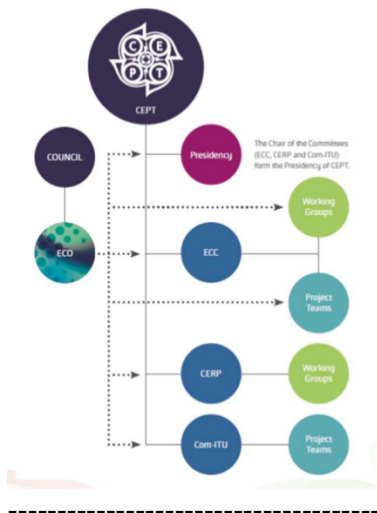 C E
P T
CEPT
COUNCIL
Presidency
The Chair of the Committees
(ECC, CERP and Com-ITU)
form the Presidency of CEPT.
Working
Groups
ECO
ECC
Project
Teams
CERP
Working
Groups
Com-ITU
Project
Teams